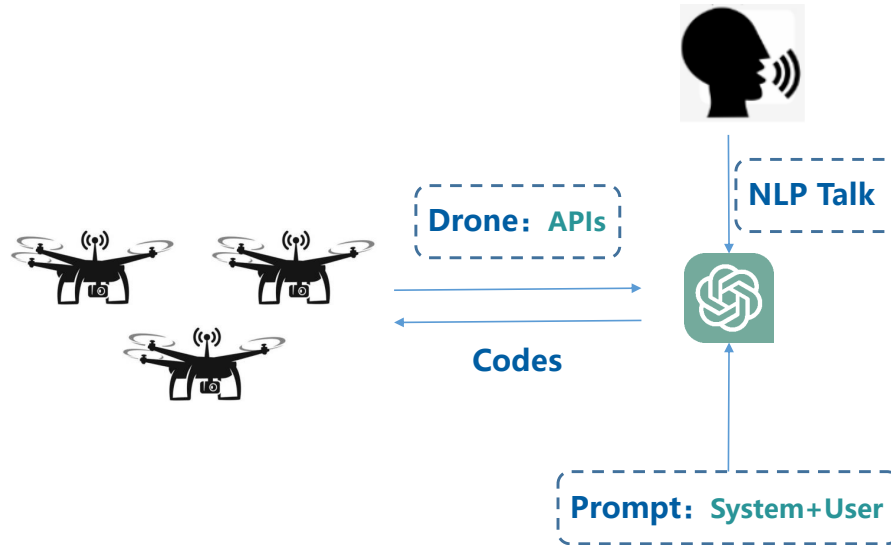 NLP Talk
Drone：APIs
Codes
Prompt：System+User